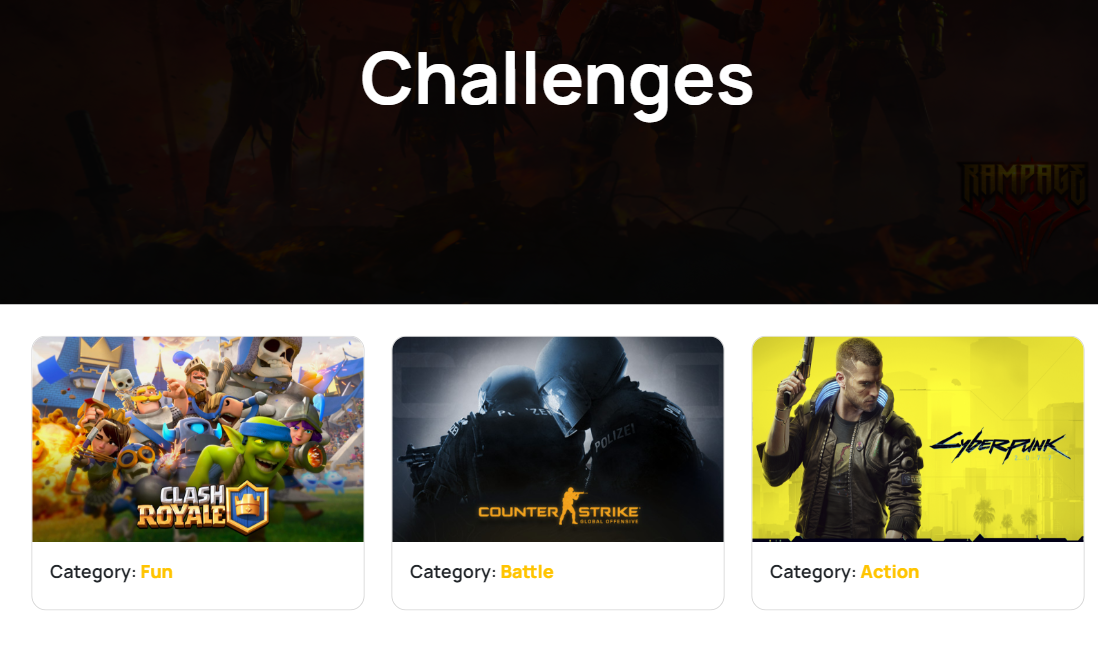 Challenges
RAMPAGE
CLASH
ROYALE
POLIZEI
COUNTER STRIKE
GLOBAL OFFENSIVE
CYBERPUNK
Category: Fun
Category: Battle
Category: Action